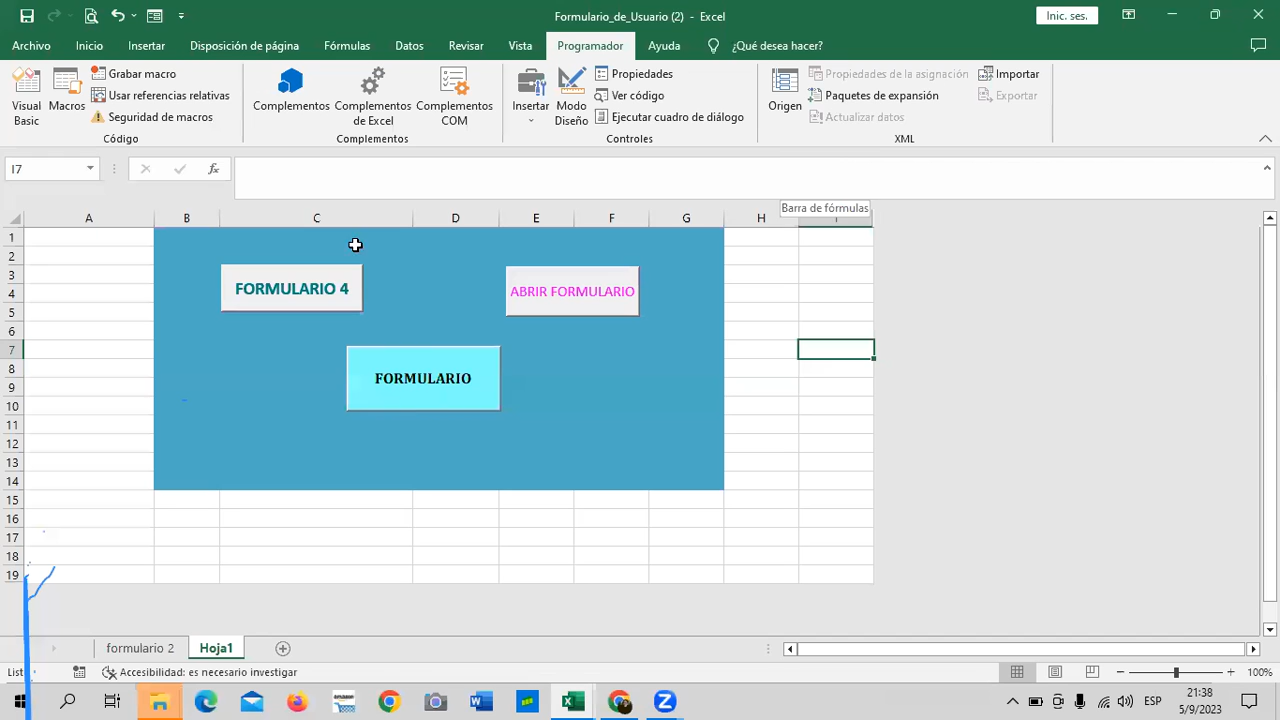 Formulario_de_Usuario (2) - Excel
Inic. ses.
Archivo Inicio Insertar Disposición de página Fórmulas Datos Revisar Vista Programador Ayuda ¿Qué desea hacer?
Visual Basic
Macros
Grabar macro
Usar referencias relativas
Seguridad de macros
Código
Complementos
Complementos de Excel
Complementos COM
Complementos
Insertar
Modo Diseño
Propiedades
Ver código
Ejecutar cuadro de diálogo
Controles
Origen
Propiedades de la asignación
Paquetes de expansión
Actualizar datos
Importar
Exportar
XML
I7
fx
Barra de fórmulas
A B C D E F G H
1
2
3
4
5
6
7
8
9
10
11
12
13
14
15
16
17
18
19
FORMULARIO 4
ABRIR FORMULARIO
FORMULARIO
formulario 2 Hoja1
Accesibilidad: es necesario investigar
100%
ESP
21:38
5/9/2023